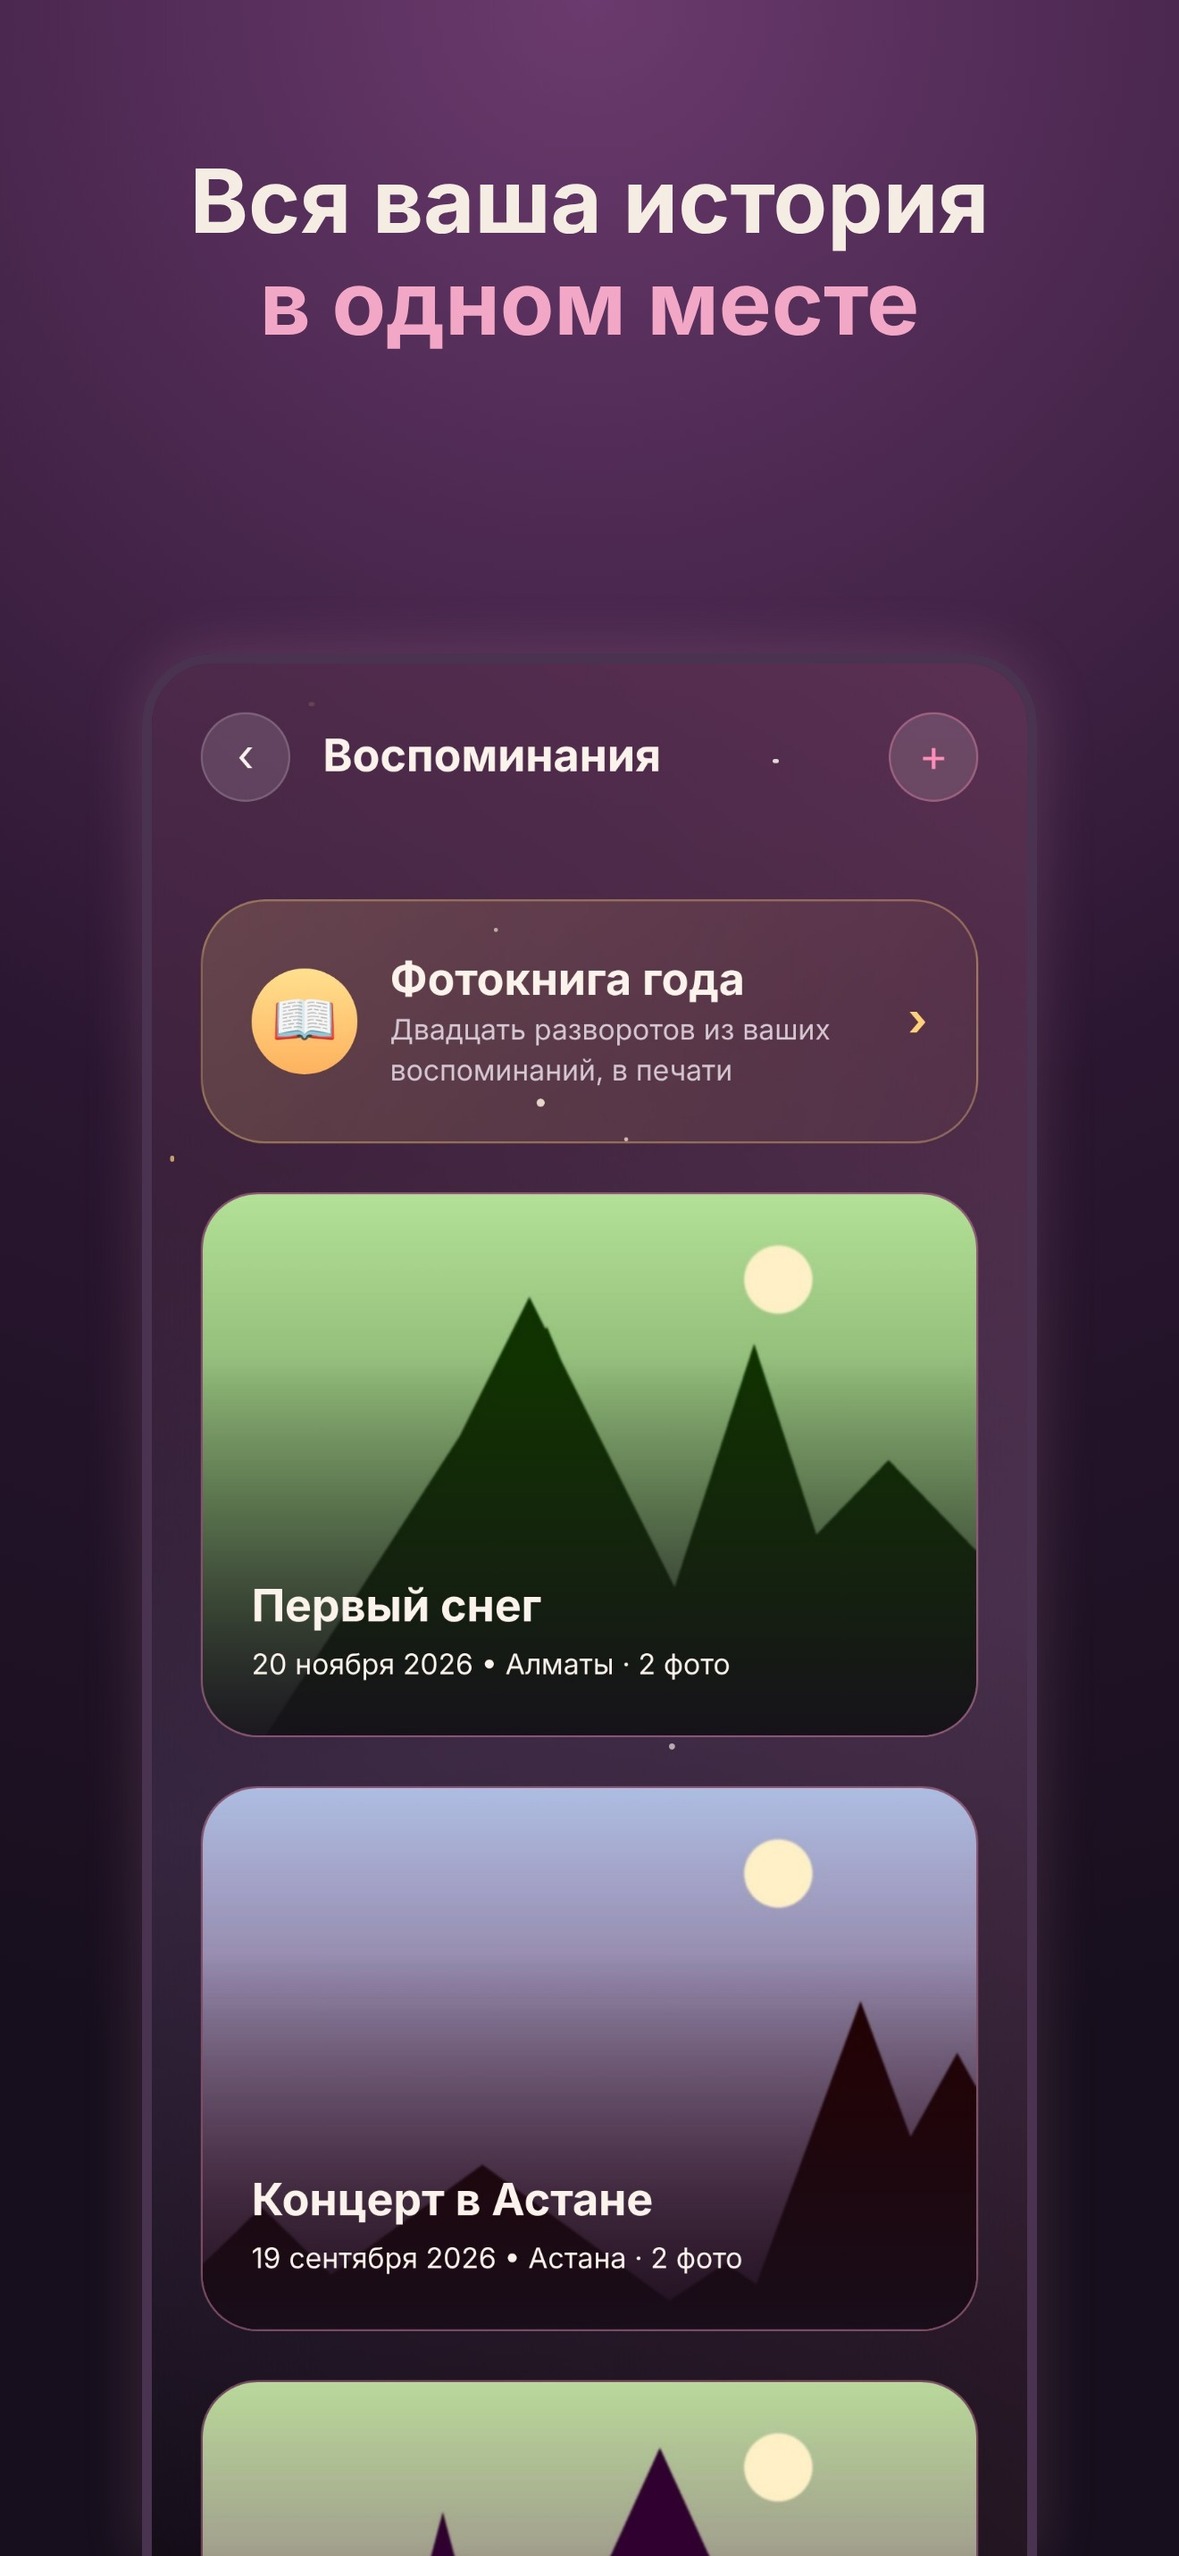 Вся ваша история
в одном месте
Воспоминания
Фотокнига года
Двадцать разворотов из ваших
воспоминаний, в печати
Первый снег
20 ноября 2026 • Алматы · 2 фото
Концерт в Астане
19 сентября 2026 • Астана · 2 фото